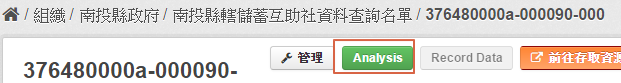 / 組織 / 南投縣政府 / 南投縣轄儲蓄互助社資料查詢名單 / 376480000a-000090-000
376480000a-000090-
管理
Analysis
Record Data
前往存取資源